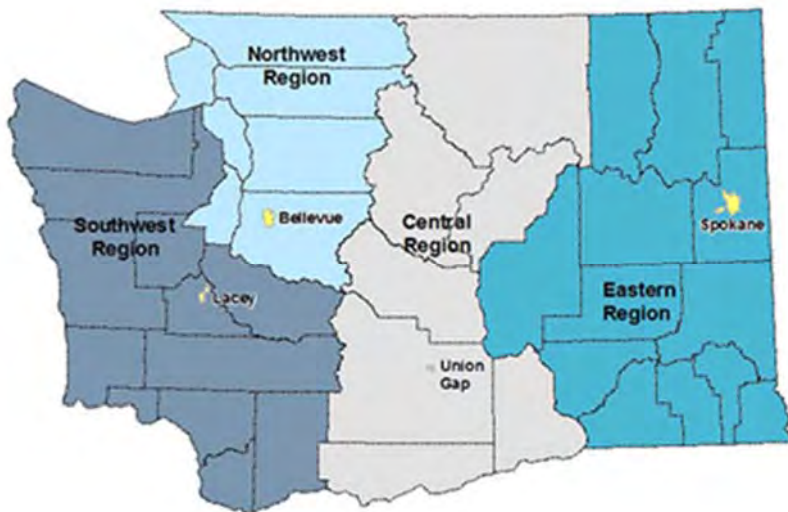 Northwest
Region
Spokane
Southwest
Region
Bellevue
Central
Region
Lacey
Eastern
Region
Union
Gap